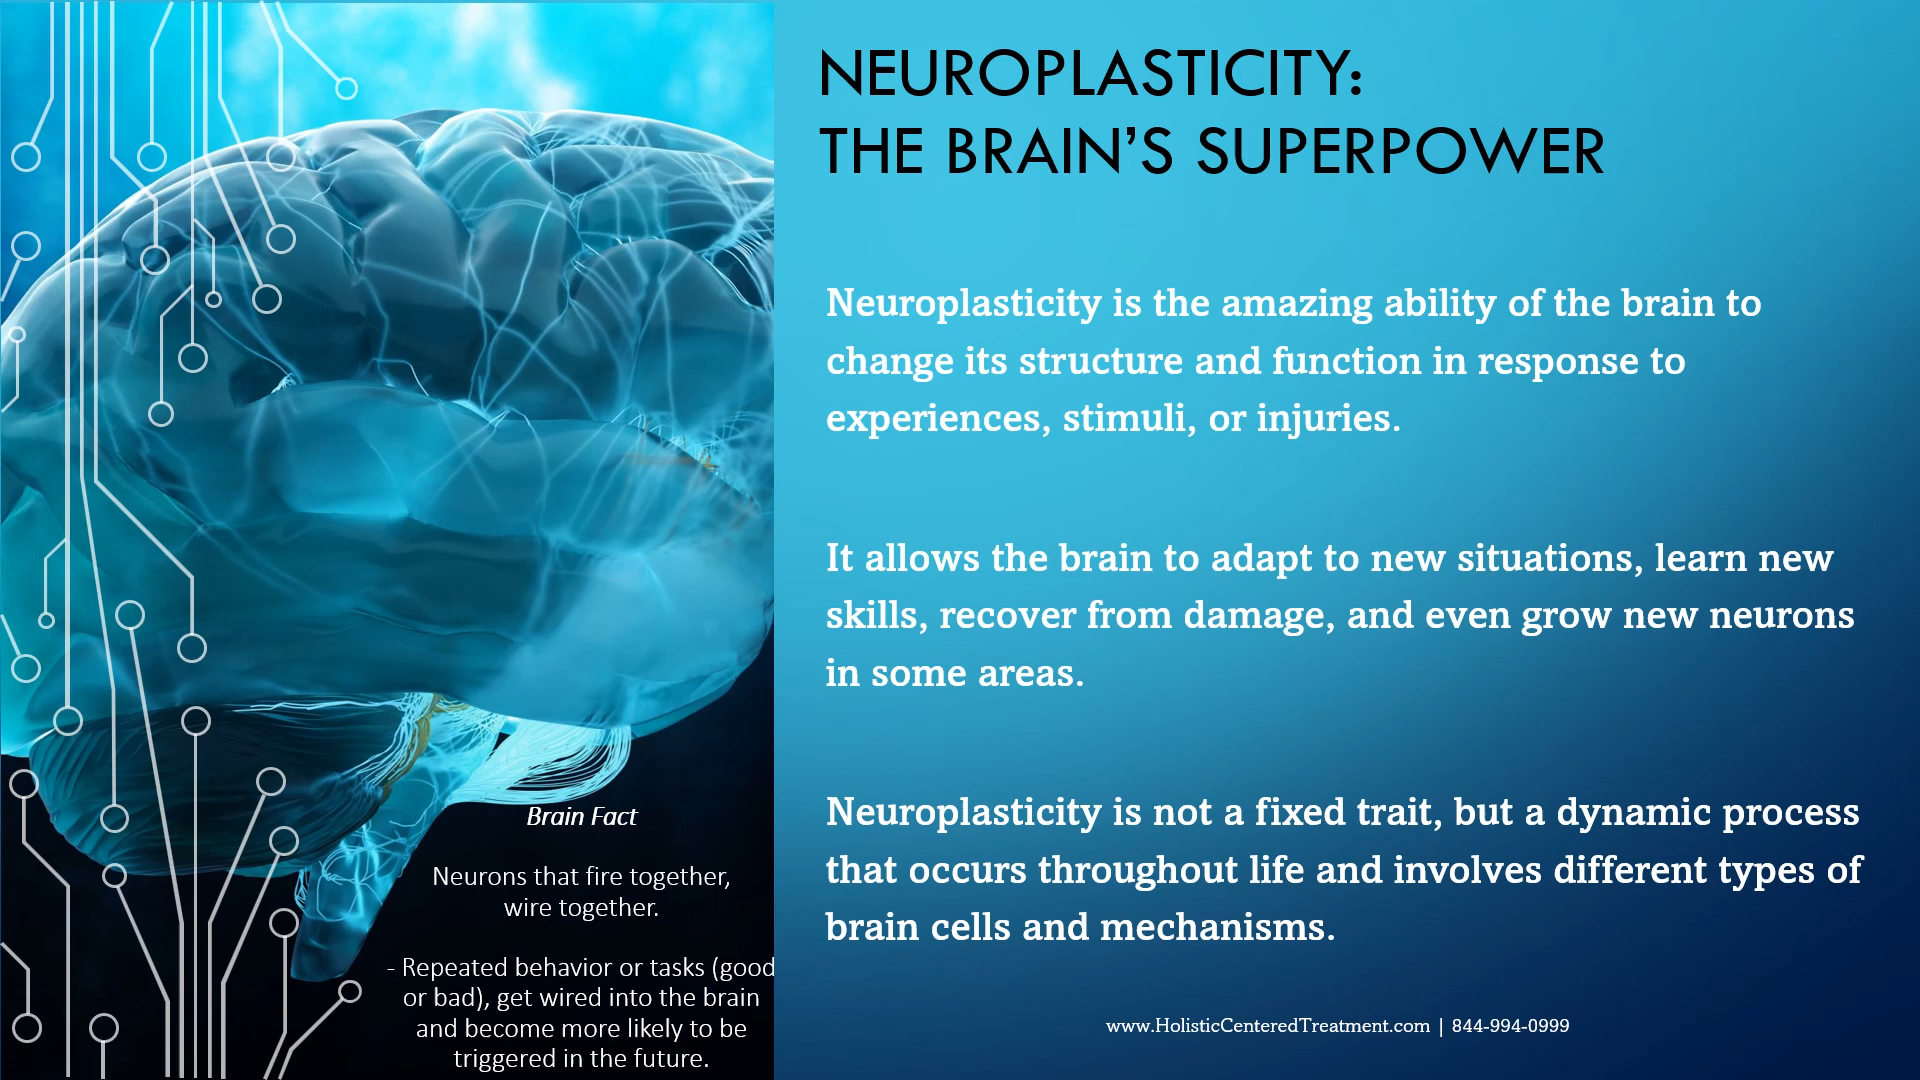 NEUROPLASTICITY:
THE BRAIN’S SUPERPOWER
Neuroplasticity is the amazing ability of the brain to
change its structure and function in response to
experiences, stimuli, or injuries.
It allows the brain to adapt to new situations, learn new
skills, recover from damage, and even grow new neurons
in some areas.
Neuroplasticity is not a fixed trait, but a dynamic process
that occurs throughout life and involves different types of
brain cells and mechanisms.
Brain Fact
Neurons that fire together,
wire together.
- Repeated behavior or tasks (good
or bad), get wired into the brain
and become more likely to be
triggered in the future.
www.HolisticCenteredTreatment.com | 844-994-0999